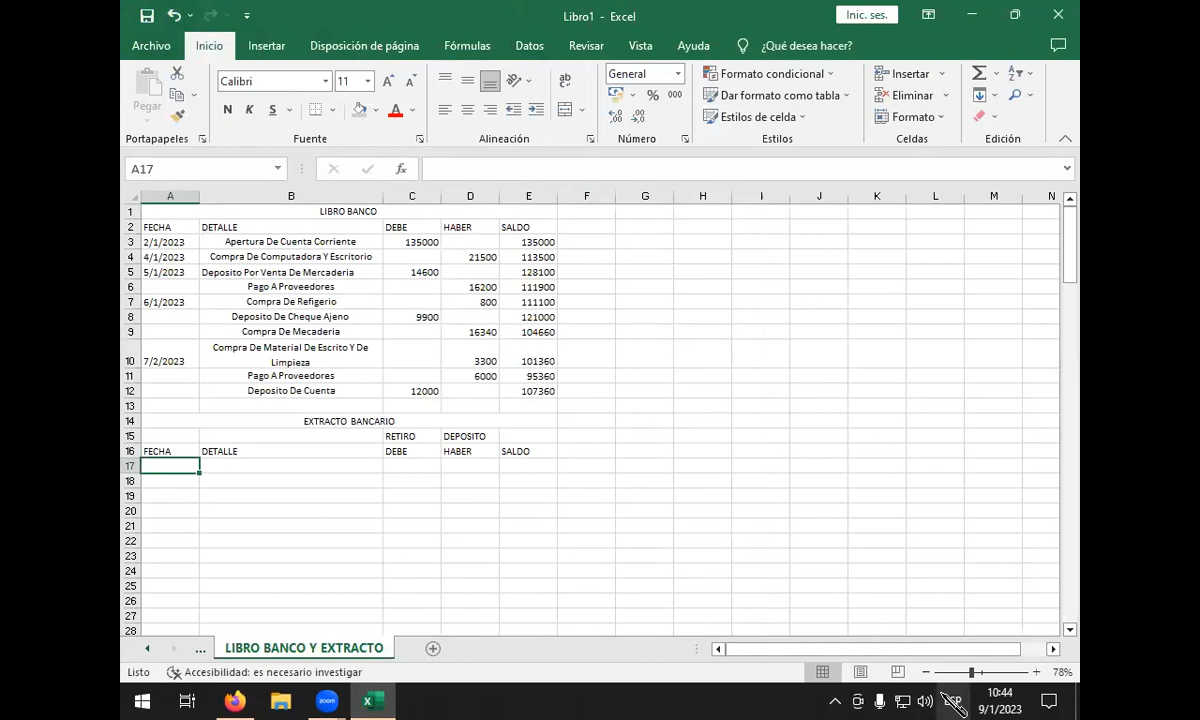 Libro1 - Excel
Inic. ses.
Archivo Inicio Insertar Disposición de página Fórmulas Datos Revisar Vista Ayuda ¿Qué desea hacer?
Pegar
Calibri 11
General
Formato condicional
Insertar
Dar formato como tabla
Eliminar
N K S
% 000
Estilos de celda
Formato
Portapapeles Fuente Alineación Número Estilos Celdas Edición
A17
A B C D E F G H I J K L M N
1 LIBRO BANCO
2 FECHA DETALLE DEBE HABER SALDO
3 2/1/2023 Apertura De Cuenta Corriente 135000 135000
4 4/1/2023 Compra De Computadora Y Escritorio 21500 113500
5 5/1/2023 Deposito Por Venta De Mercaderia 14600 128100
6 Pago A Proveedores 16200 111900
7 6/1/2023 Compra De Refigerio 800 111100
8 Deposito De Cheque Ajeno 9900 121000
9 Compra De Mecaderia 16340 104660
Compra De Material De Escrito Y De
10 7/2/2023 Limpieza 3300 101360
11 Pago A Proveedores 6000 95360
12 Deposito De Cuenta 12000 107360
13
14 EXTRACTO BANCARIO
15 RETIRO DEPOSITO
16 FECHA DETALLE DEBE HABER SALDO
17
18
19
20
21
22
23
24
25
26
27
28
... LIBRO BANCO Y EXTRACTO
Listo Accesibilidad: es necesario investigar 78%
zoom
ESP
10:44
9/1/2023